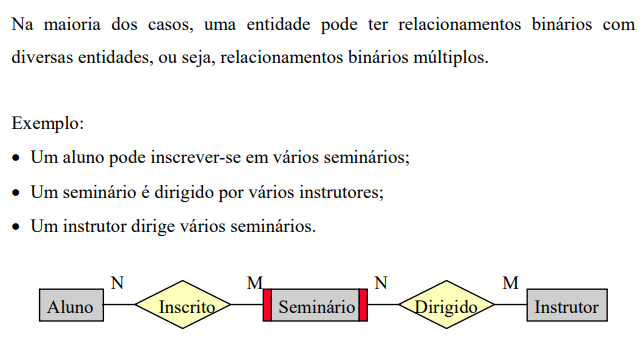 Na maioria dos casos, uma entidade pode ter relacionamentos binários com
diversas entidades, ou seja, relacionamentos binários múltiplos.
Exemplo:
• Um aluno pode inscrever-se em vários seminários;
• Um seminário é dirigido por vários instrutores;
• Um instrutor dirige vários seminários.
N M N M
Aluno Inscrito Seminário Dirigido Instrutor